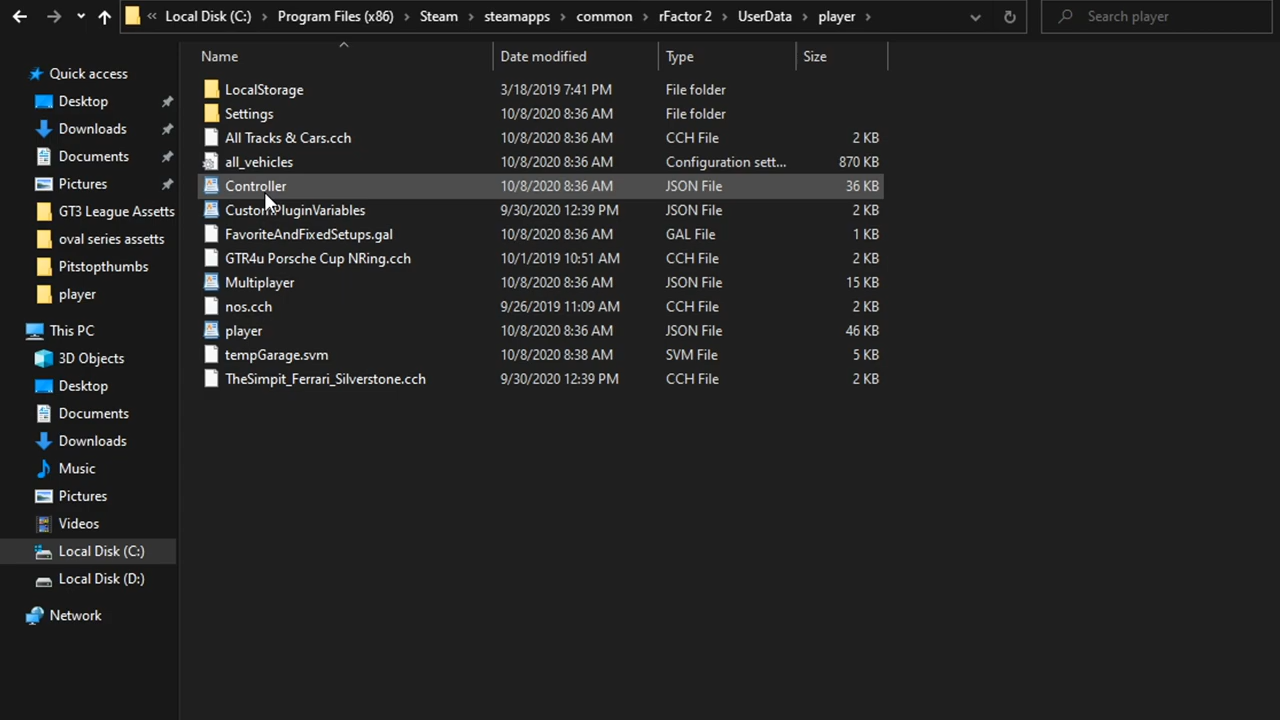 « Local Disk (C:) › Program Files (x86) › Steam › steamapps › common › rFactor 2 › UserData › player ›
Search player
Quick access
Desktop
Downloads
Documents
Pictures
GT3 League Assetts
oval series assetts
Pitstopthumbs
player
This PC
3D Objects
Desktop
Documents
Downloads
Music
Pictures
Videos
Local Disk (C:)
Local Disk (D:)
Network
Name Date modified Type Size
LocalStorage 3/18/2019 7:41 PM File folder
Settings 10/8/2020 8:36 AM File folder
All Tracks & Cars.cch 10/8/2020 8:36 AM CCH File 2 KB
all_vehicles 10/8/2020 8:36 AM Configuration sett... 870 KB
Controller 10/8/2020 8:36 AM JSON File 36 KB
CustomPluginVariables 9/30/2020 12:39 PM JSON File 2 KB
FavoriteAndFixedSetups.gal 10/8/2020 8:36 AM GAL File 1 KB
GTR4u Porsche Cup NRing.cch 10/1/2019 10:51 AM CCH File 2 KB
Multiplayer 10/8/2020 8:36 AM JSON File 15 KB
nos.cch 9/26/2019 11:09 AM CCH File 2 KB
player 10/8/2020 8:36 AM JSON File 46 KB
tempGarage.svm 10/8/2020 8:38 AM SVM File 5 KB
TheSimpit_Ferrari_Silverstone.cch 9/30/2020 12:39 PM CCH File 2 KB